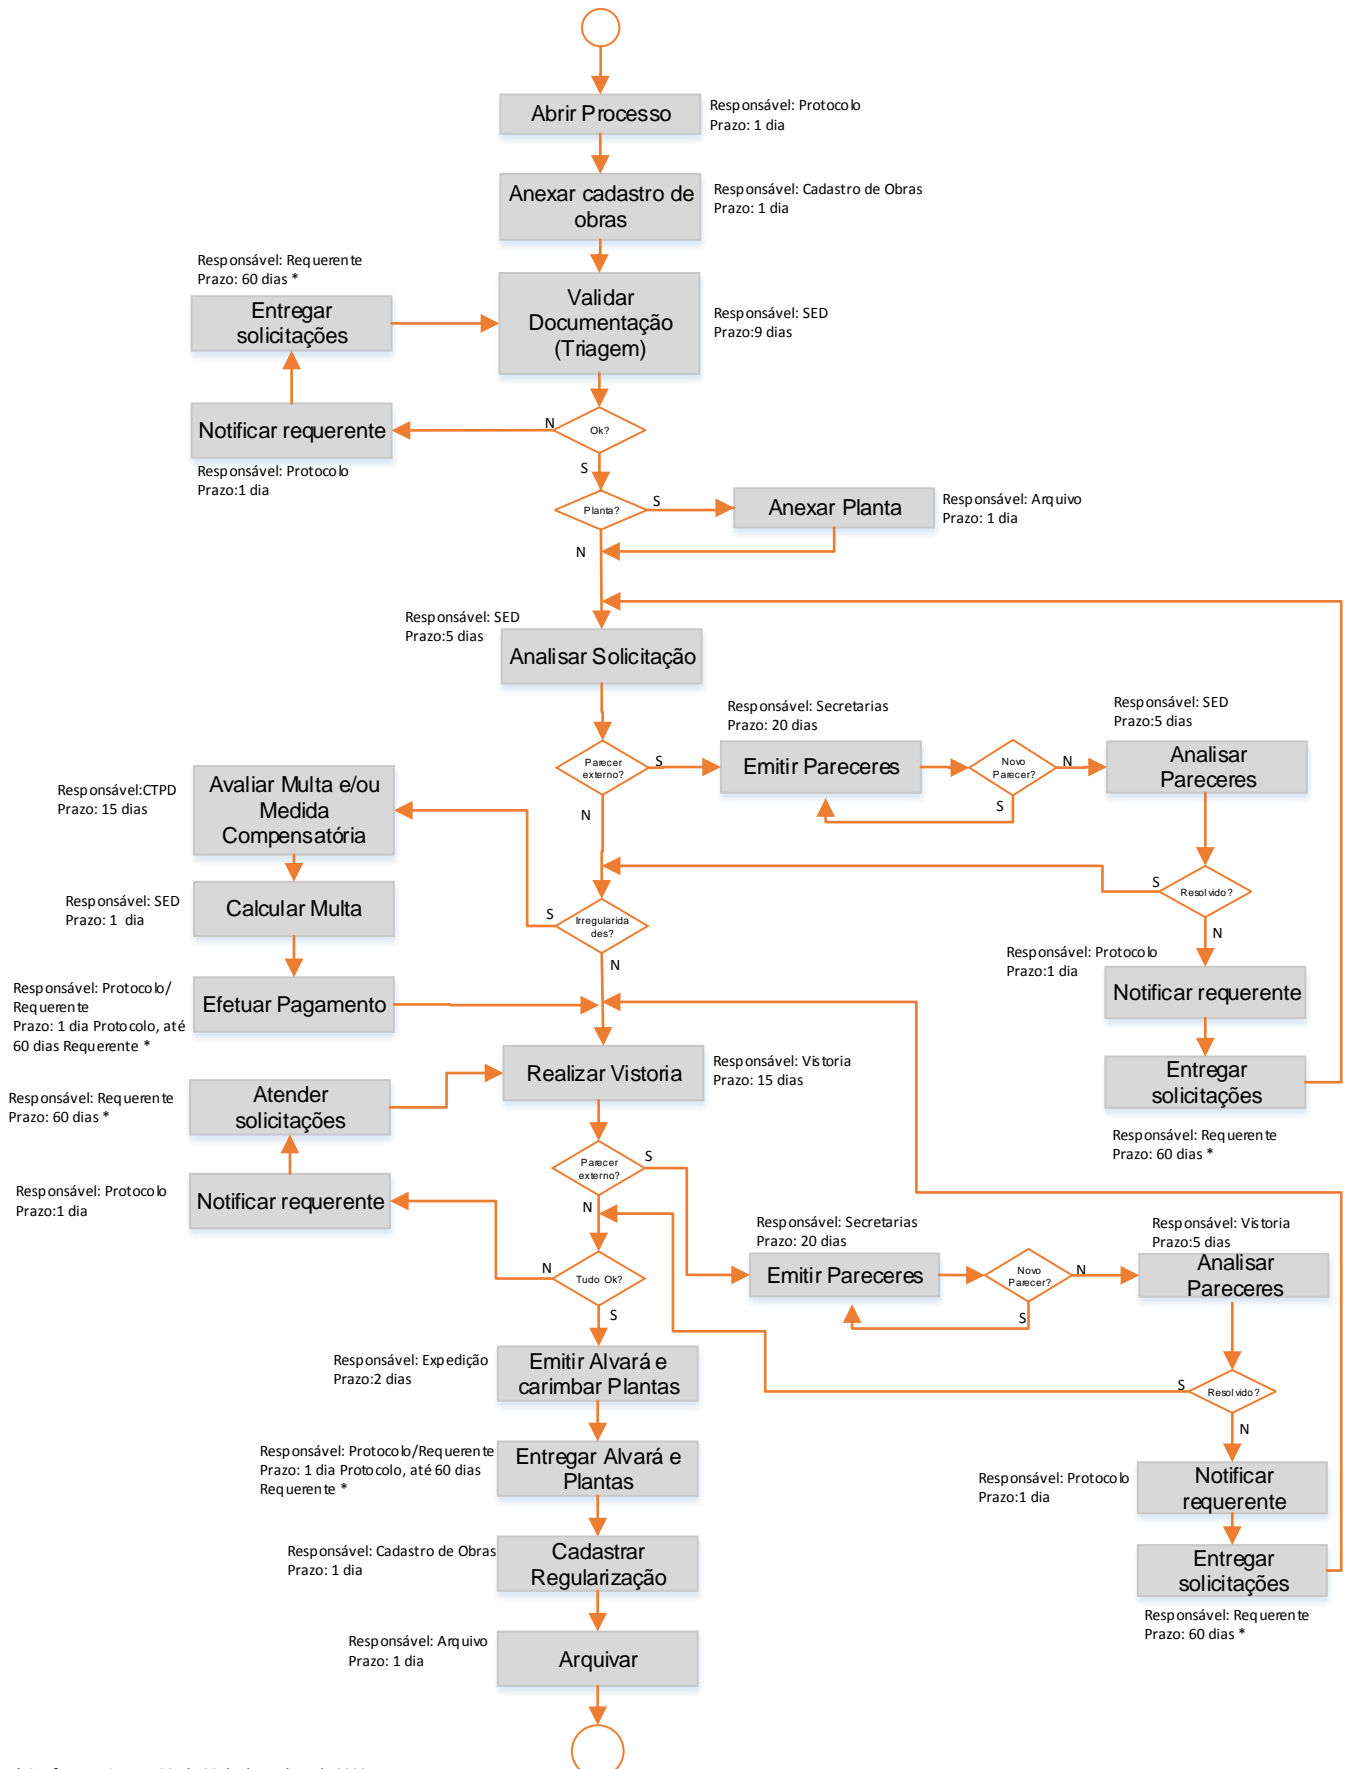 Abrir Processo
Responsável: Protocolo
Prazo: 1 dia
Anexar cadastro de
obras
Responsável: Cadastro de Obras
Prazo: 1 dia
Responsável: Requerente
Prazo: 60 dias *
Entregar
solicitações
Validar
Documentação
(Triagem)
Responsável: SED
Prazo:9 dias
Notificar requerente
Responsável: Protocolo
Prazo:1 dia
N
Ok?
S
Planta?
S
N
Anexar Planta
Responsável: Arquivo
Prazo: 1 dia
Responsável: SED
Prazo:5 dias
Analisar Solicitação
Parecer
externo?
S
N
Responsável: Secretarias
Prazo: 20 dias
Emitir Pareceres
Novo
Parecer?
N
S
Responsável: SED
Prazo:5 dias
Analisar
Pareceres
Responsável:CTPD
Prazo: 15 dias
Avaliar Multa e/ou
Medida
Compensatória
Responsável: SED
Prazo: 1 dia
Calcular Multa
S
Irregularida
des?
N
S
Resolvido?
N
Responsável: Protocolo
Prazo:1 dia
Notificar requerente
Responsável: Protocolo/
Requerente
Prazo: 1 dia Protocolo, até
60 dias Requerente *
Efetuar Pagamento
Entregar
solicitações
Responsável: Requerente
Prazo: 60 dias *
Realizar Vistoria
Responsável: Vistoria
Prazo: 15 dias
Responsável: Requerente
Prazo: 60 dias *
Atender
solicitações
Responsável: Protocolo
Prazo:1 dia
Notificar requerente
Parecer
externo?
S
N
N
Tudo Ok?
S
Responsável: Secretarias
Prazo: 20 dias
Emitir Pareceres
Novo
Parecer?
N
S
Responsável: Vistoria
Prazo:5 dias
Analisar
Pareceres
Responsável: Expedição
Prazo:2 dias
Emitir Alvará e
carimbar Plantas
S
Resolvido?
N
Responsável: Protocolo/Requerente
Prazo: 1 dia Protocolo, até 60 dias
Requerente *
Entregar Alvará e
Plantas
Responsável: Protocolo
Prazo:1 dia
Notificar
requerente
Responsável: Cadastro de Obras
Prazo: 1 dia
Cadastrar
Regularização
Entregar
solicitações
Responsável: Requerente
Prazo: 60 dias *
Responsável: Arquivo
Prazo: 1 dia
Arquivar